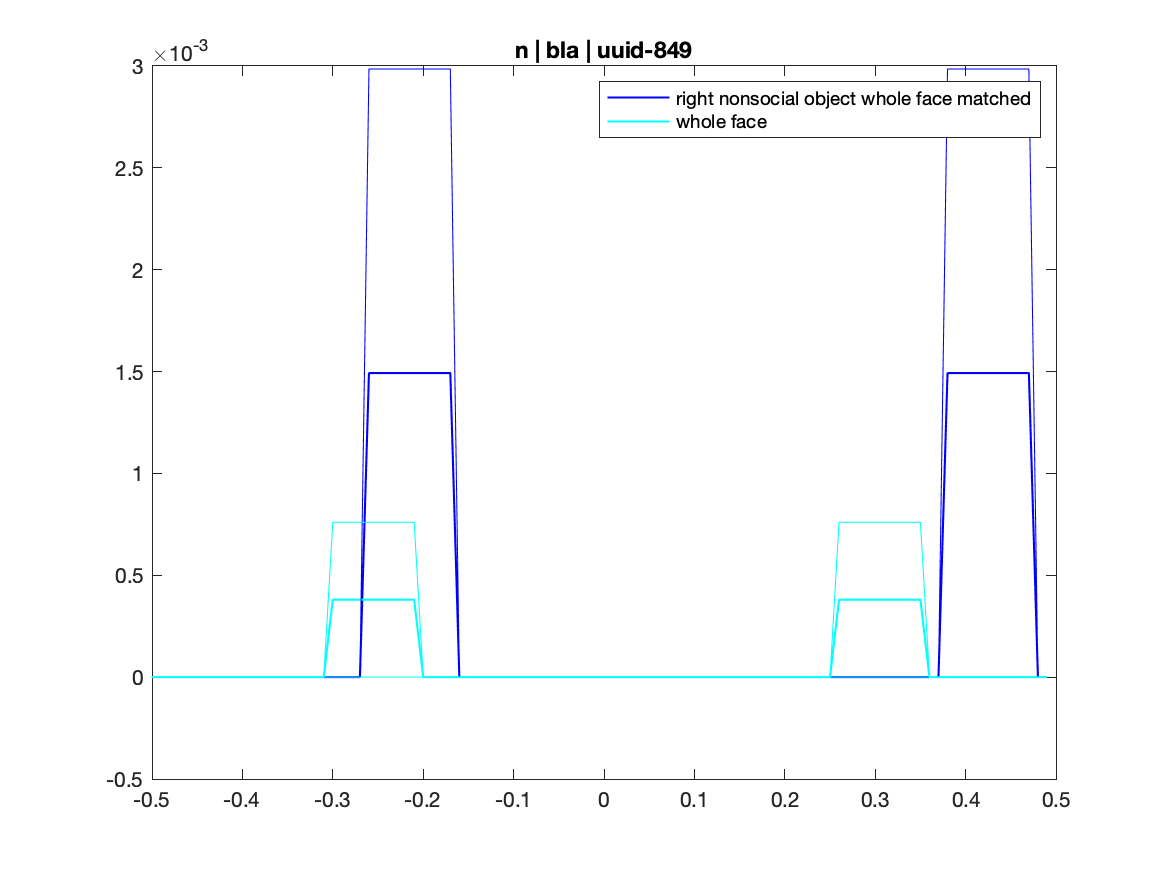 n | bla | uuid-849
×10-3
3
2.5
2
1.5
1
0.5
0
-0.5
right nonsocial object whole face matched
whole face
-0.5 -0.4 -0.3 -0.2 -0.1 0 0.1 0.2 0.3 0.4 0.5